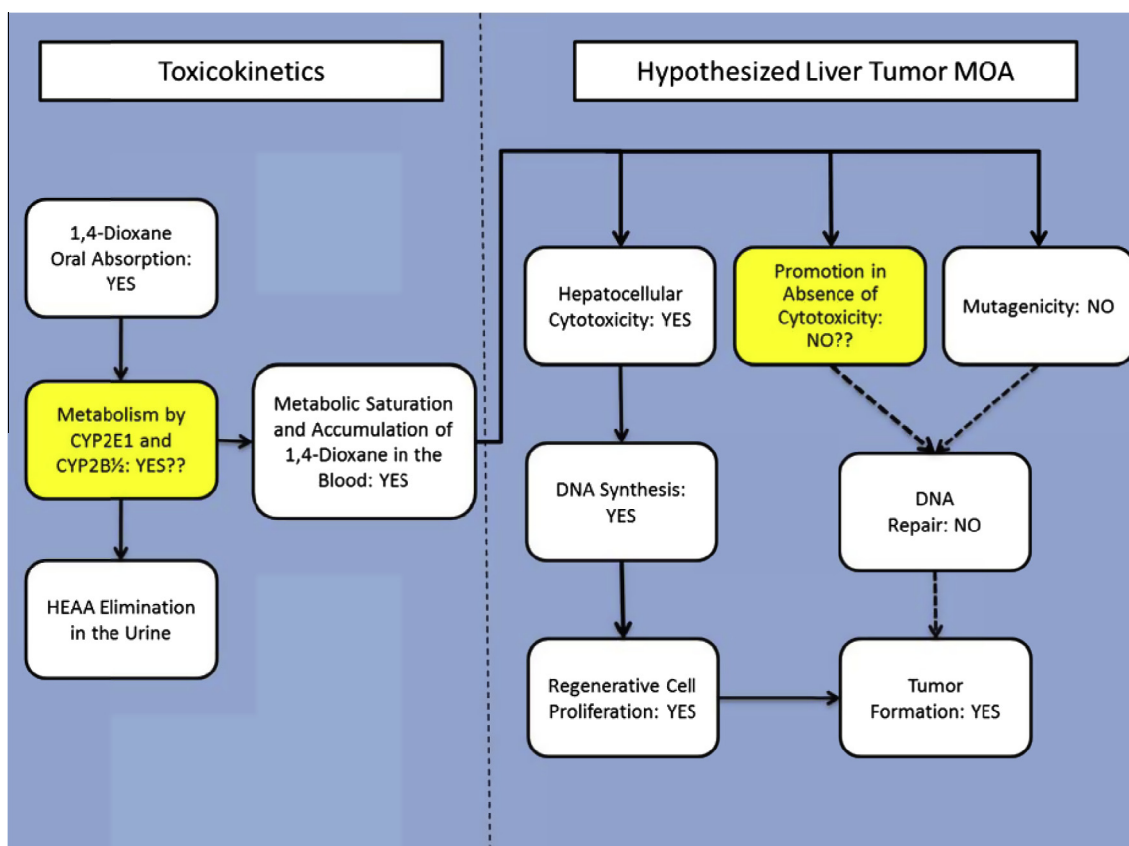 Toxicokinetics
Hypothesized Liver Tumor MOA
1,4-Dioxane
Oral Absorption:
YES
Metabolism by
CYP2E1 and
CYP2B½: YES??
HEAA Elimination
in the Urine
Metabolic Saturation
and Accumulation of
1,4-Dioxane in the
Blood: YES
Hepatocellular
Cytotoxicity: YES
Promotion in
Absence of
Cytotoxicity:
NO??
Mutagenicity: NO
DNA Synthesis:
YES
DNA
Repair: NO
Regenerative Cell
Proliferation: YES
Tumor
Formation: YES